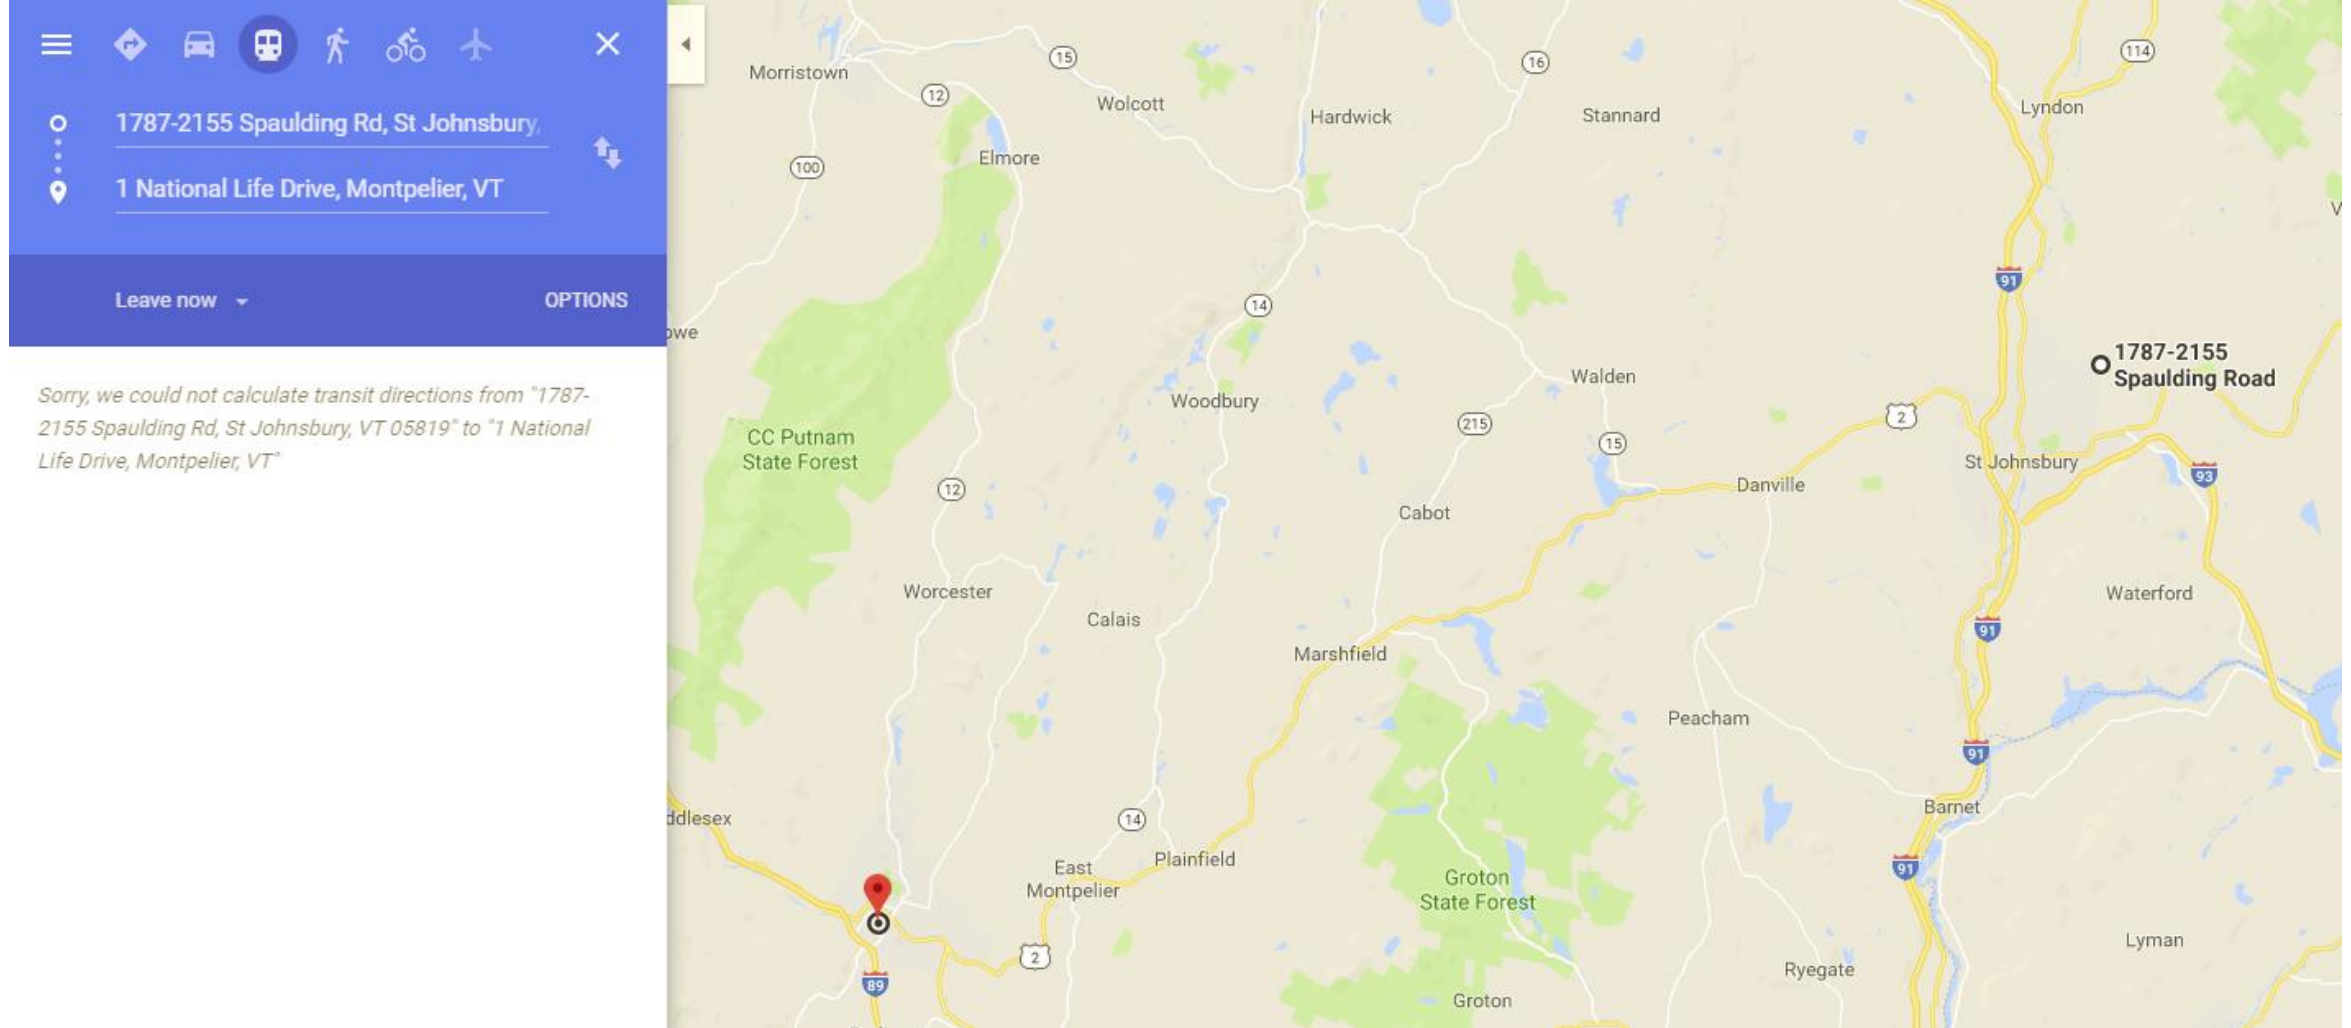 1787-2155 Spaulding Rd, St Johnsbury,
1 National Life Drive, Montpelier, VT
Leave now
OPTIONS
Sorry, we could not calculate transit directions from "1787-
2155 Spaulding Rd, St Johnsbury, VT 05819" to "1 National
Life Drive, Montpelier, VT"
Morristown
15
16
114
12
Wolcott
Hardwick
Stannard
Lyndon
100
Elmore
V
91
14
owe
1787-2155
Spaulding Road
Walden
Woodbury
2
215
CC Putnam
State Forest
15
St Johnsbury
93
12
Danville
Cabot
Worcester
Waterford
Calais
91
Marshfield
Peacham
91
Barnet
ddlesex
14
Plainfield
East
Montpelier
91
Groton
State Forest
Lyman
2
Ryegate
89
Groton